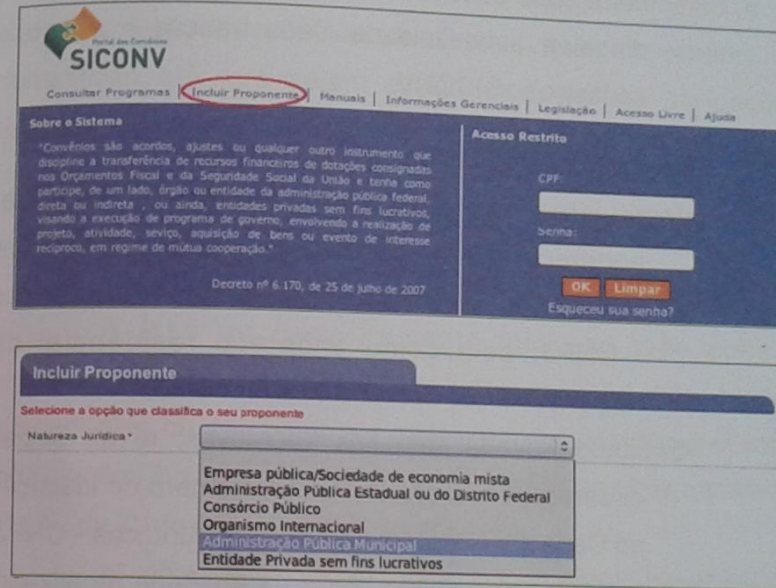 Portal dos Convênios
SICONV
Consultar Programas | Incluir Proponente | Manuais | Informações Gerenciais | Legislação | Acesso Livre | Ajuda
Sobre o Sistema
"Convênios são acordos, ajustes ou qualquer outro instrumento que
discipline a transferência de recursos financeiros de dotações consignadas
nos Orçamentos Fiscal e da Seguridade Social da União e tenha como
partícipe, de um lado, órgão ou entidade da administração pública federal,
direta ou indireta , ou ainda, entidades privadas sem fins lucrativos,
visando a execução de programa de governo, envolvendo a realização de
projeto, atividade, seviço, aquisição de bens ou evento de interesse
recíproco, em regime de mútua cooperação."
Decreto nº 6.170, de 25 de julho de 2007
Acesso Restrito
CPF:
Senha:
OK Limpar
Esqueceu sua senha?
Incluir Proponente
Selecione a opção que classifica o seu proponente
Natureza Jurídica*
Empresa pública/Sociedade de economia mista
Administração Pública Estadual ou do Distrito Federal
Consórcio Público
Organismo Internacional
Administração Pública Municipal
Entidade Privada sem fins lucrativos